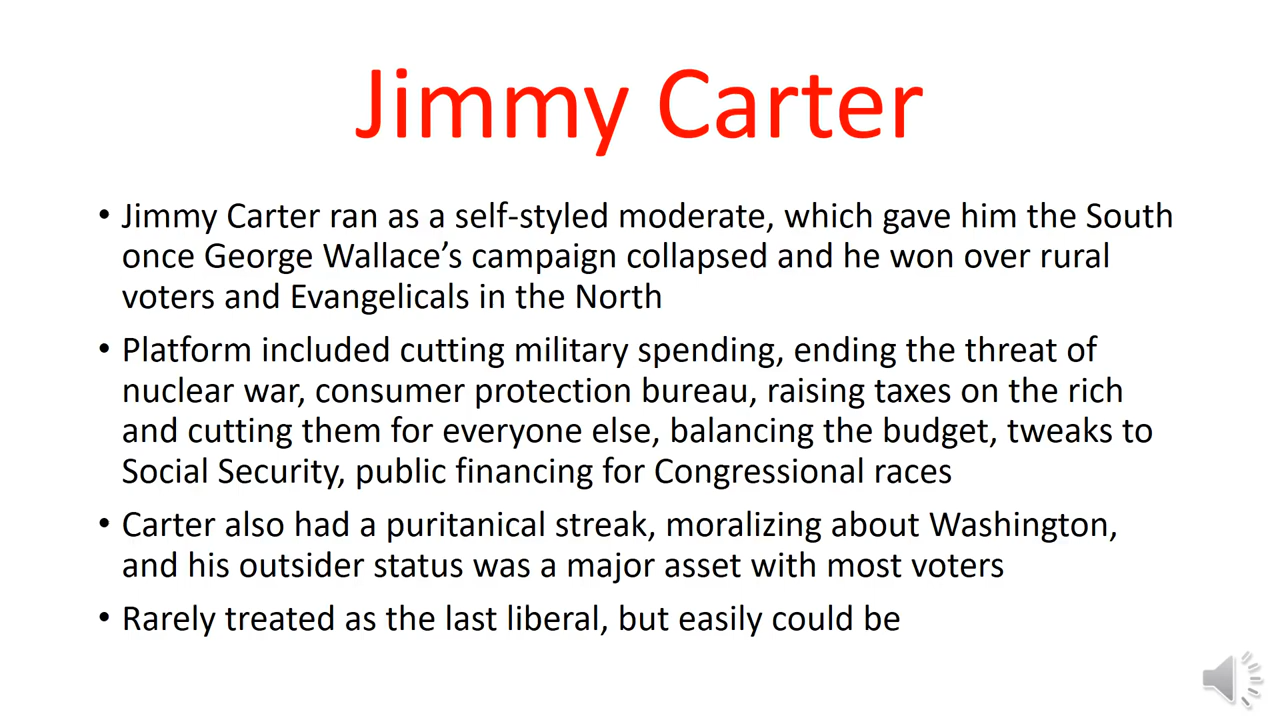 Jimmy Carter
• Jimmy Carter ran as a self-styled moderate, which gave him the South
once George Wallace’s campaign collapsed and he won over rural
voters and Evangelicals in the North
• Platform included cutting military spending, ending the threat of
nuclear war, consumer protection bureau, raising taxes on the rich
and cutting them for everyone else, balancing the budget, tweaks to
Social Security, public financing for Congressional races
• Carter also had a puritanical streak, moralizing about Washington,
and his outsider status was a major asset with most voters
• Rarely treated as the last liberal, but easily could be